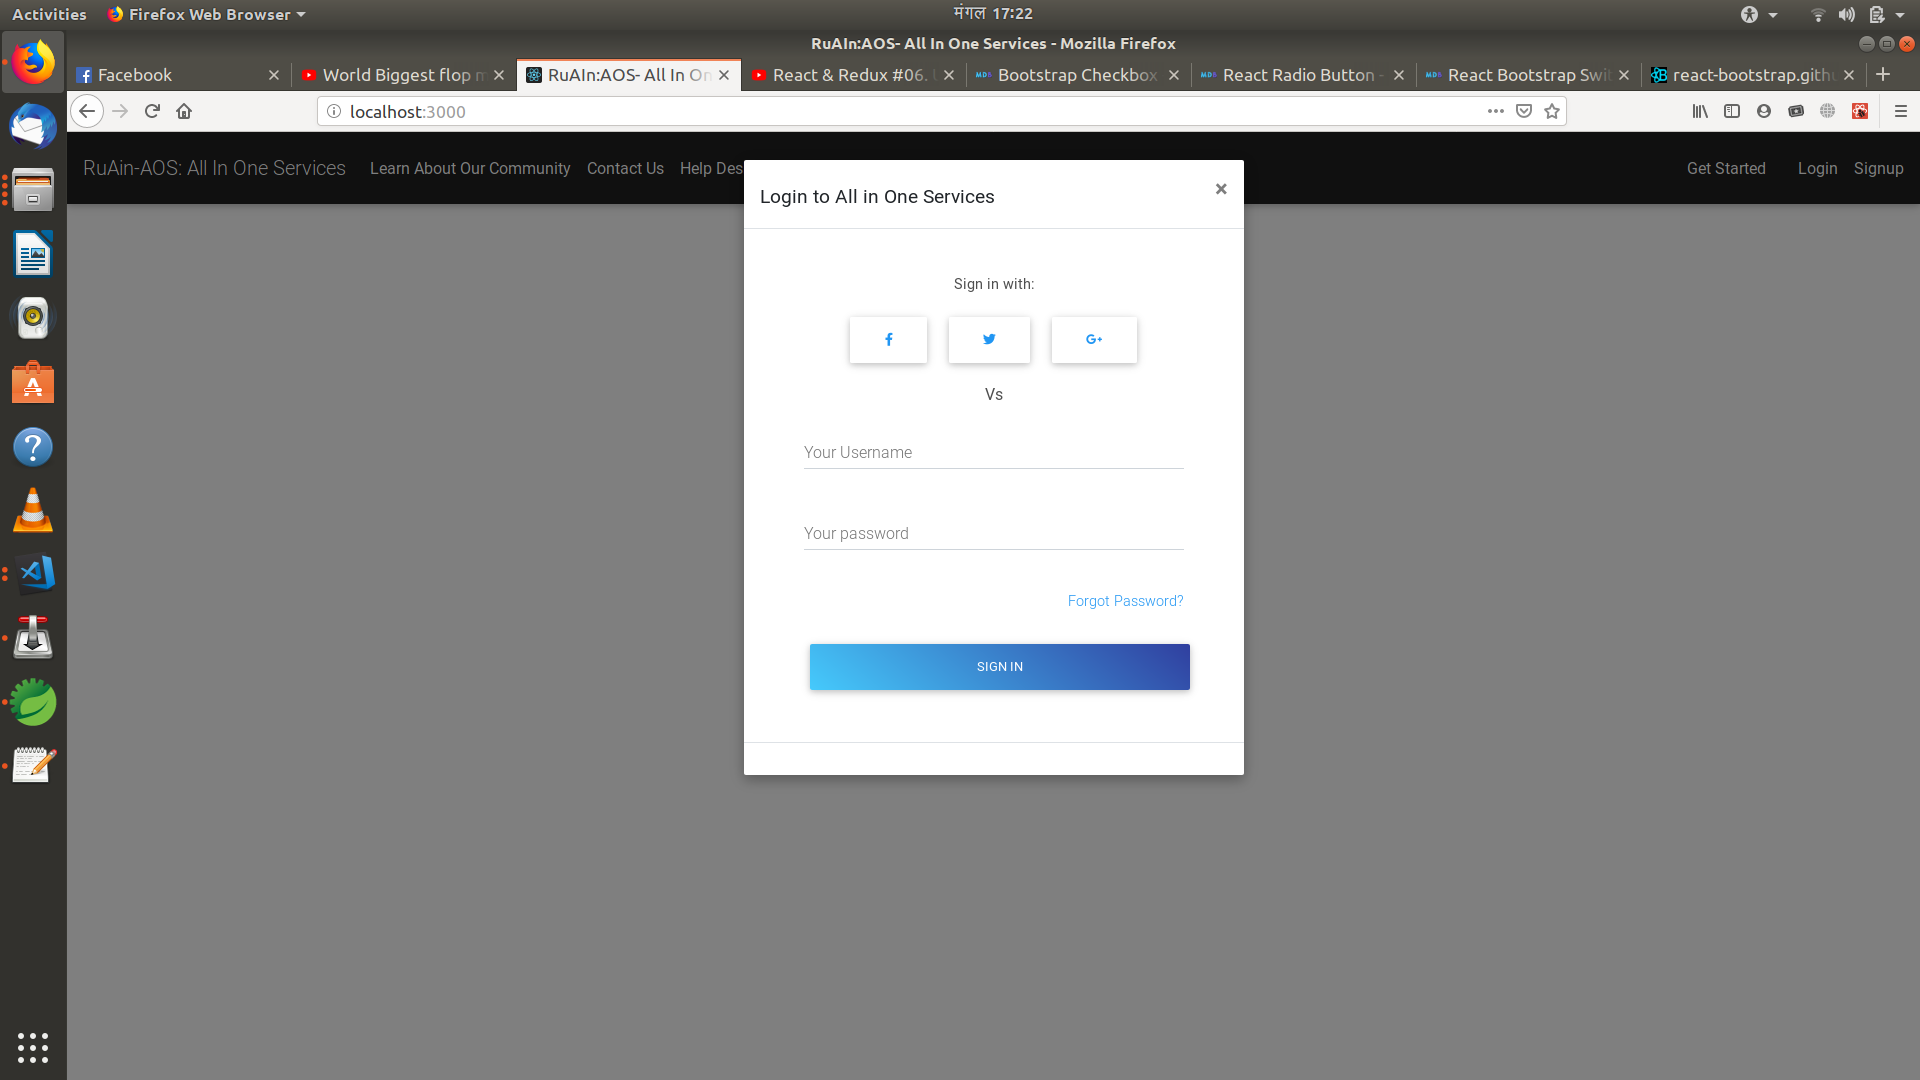 Activities
Firefox Web Browser
मंगल 17:22
RuAIn:AOS- All In One Services - Mozilla Firefox
Facebook
World Biggest flop m
RuAIn:AOS- All In On
React & Redux #06.
Bootstrap Checkbox
React Radio Button -
React Bootstrap Swi
react-bootstrap.gith
localhost:3000
RuAin-AOS: All In One Services
Learn About Our Community
Contact Us
Help Des
Get Started
Login
Signup
Login to All in One Services
×
Sign in with:
Vs
Your Username
Your password
Forgot Password?
SIGN IN